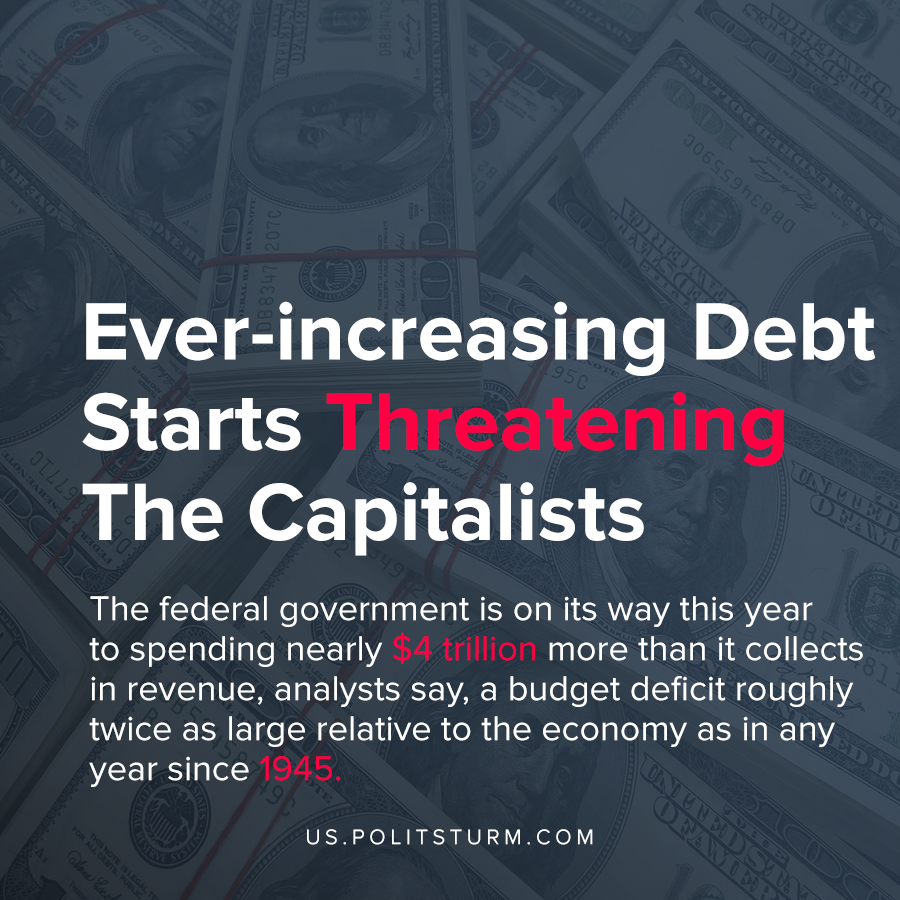 Ever-increasing Debt
Starts Threatening
The Capitalists
The federal government is on its way this year
to spending nearly $4 trillion more than it collects
in revenue, analysts say, a budget deficit roughly
twice as large relative to the economy as in any
year since 1945.
US.POLITSTURM.COM